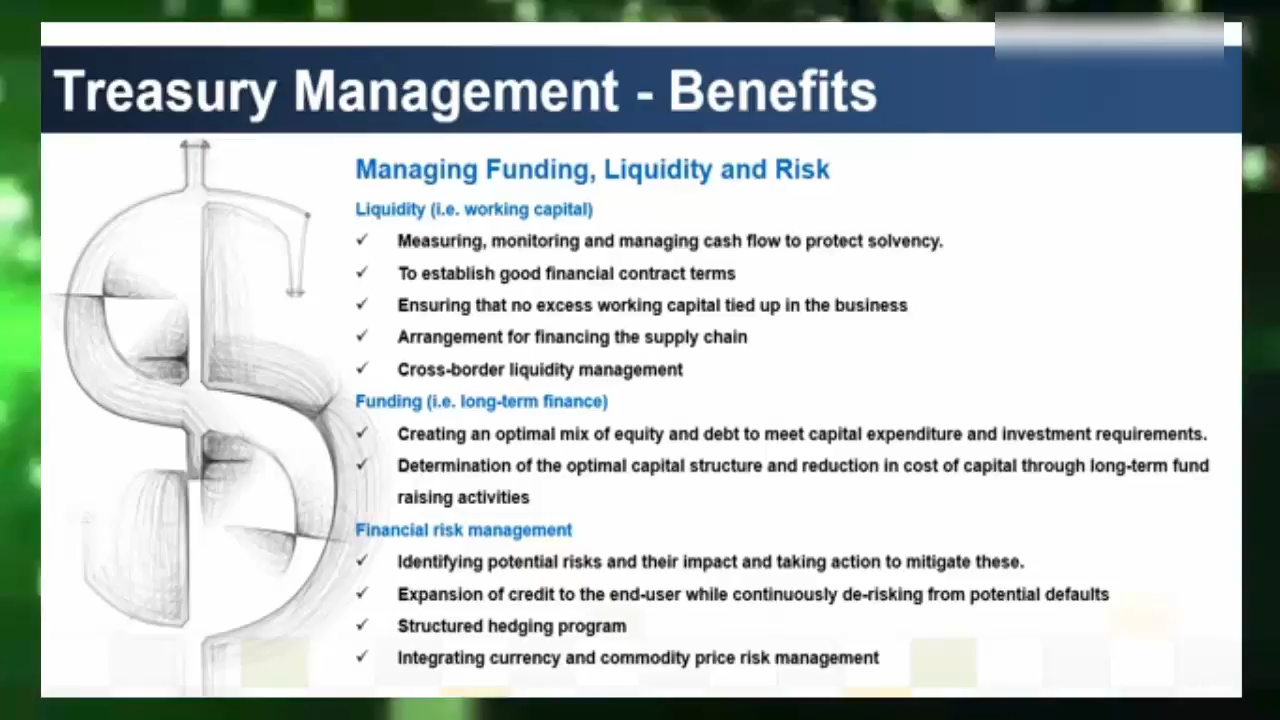 Treasury Management - Benefits
Managing Funding, Liquidity and Risk
Liquidity (i.e. working capital)
✓ Measuring, monitoring and managing cash flow to protect solvency.
✓ To establish good financial contract terms
✓ Ensuring that no excess working capital tied up in the business
✓ Arrangement for financing the supply chain
✓ Cross-border liquidity management
Funding (i.e. long-term finance)
✓ Creating an optimal mix of equity and debt to meet capital expenditure and investment requirements.
✓ Determination of the optimal capital structure and reduction in cost of capital through long-term fund
raising activities
Financial risk management
✓ Identifying potential risks and their impact and taking action to mitigate these.
✓ Expansion of credit to the end-user while continuously de-risking from potential defaults
✓ Structured hedging program
✓ Integrating currency and commodity price risk management